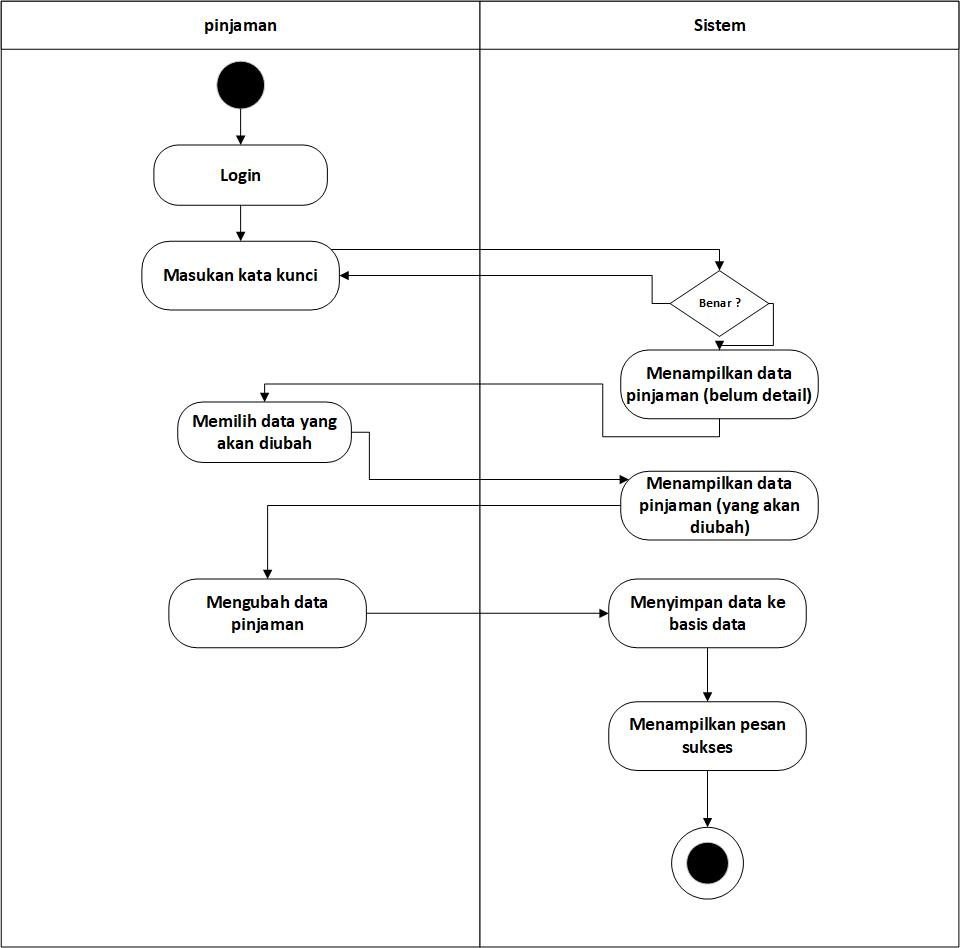 pinjaman
Sistem
Login
Masukan kata kunci
Benar ?
Menampilkan data
pinjaman (belum detail)
Memilih data yang
akan diubah
Menampilkan data
pinjaman (yang akan
diubah)
Mengubah data
pinjaman
Menyimpan data ke
basis data
Menampilkan pesan
sukses